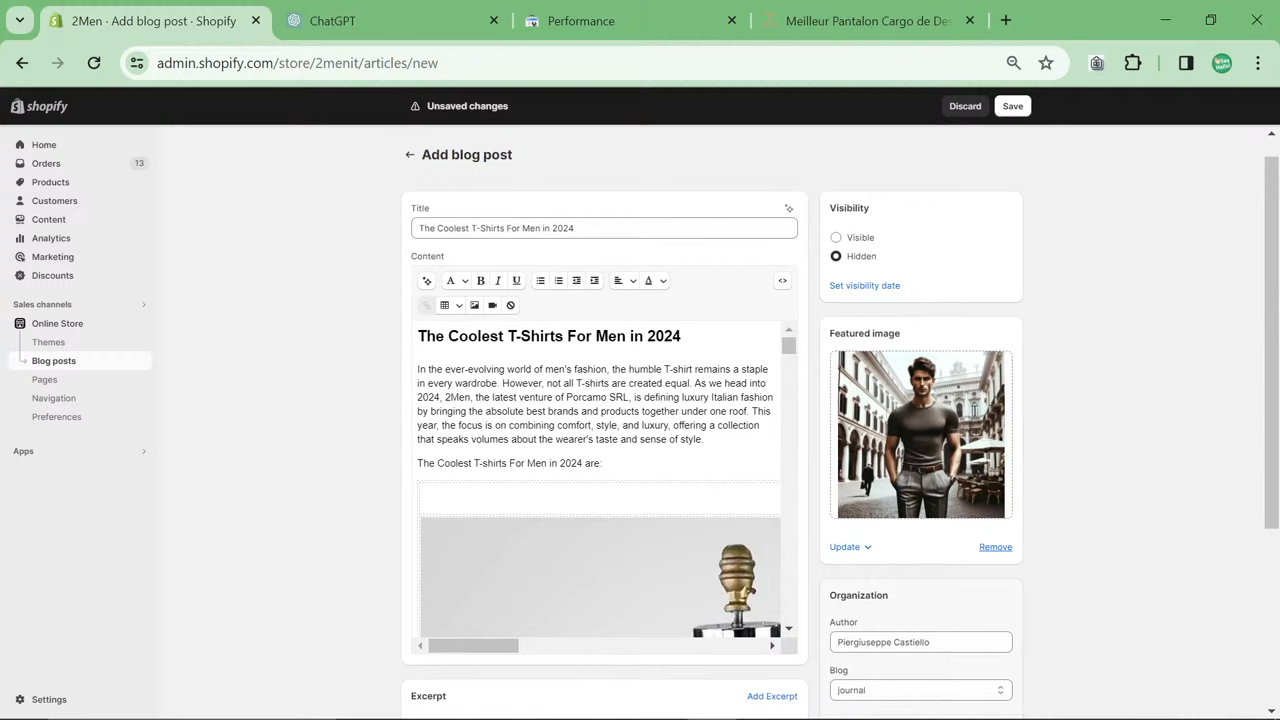 2Men - Add blog post · Shopify
ChatGPT
Performance
Meilleur Pantalon Cargo de Des
admin.shopify.com/store/2menit/articles/new
shopify
Unsaved changes
Discard
Save
Home
Orders
13
Products
Customers
Content
Analytics
Marketing
Discounts
Sales channels
Online Store
Themes
Blog posts
Pages
Navigation
Preferences
Apps
Settings
Add blog post
Title
The Coolest T-Shirts For Men in 2024
Content
A
B
I
U
A
<>
The Coolest T-Shirts For Men in 2024
In the ever-evolving world of men's fashion, the humble T-shirt remains a staple
in every wardrobe. However, not all T-shirts are created equal. As we head into
2024, 2Men, the latest venture of Porcamo SRL, is defining luxury Italian fashion
by bringing the absolute best brands and products together under one roof. This
year, the focus is on combining comfort, style, and luxury, offering a collection
that speaks volumes about the wearer's taste and sense of style.
The Coolest T-shirts For Men in 2024 are:
Excerpt
Add Excerpt
Visibility
Visible
Hidden
Set visibility date
Featured image
Update
Remove
Organization
Author
Piergiuseppe Castiello
Blog
journal